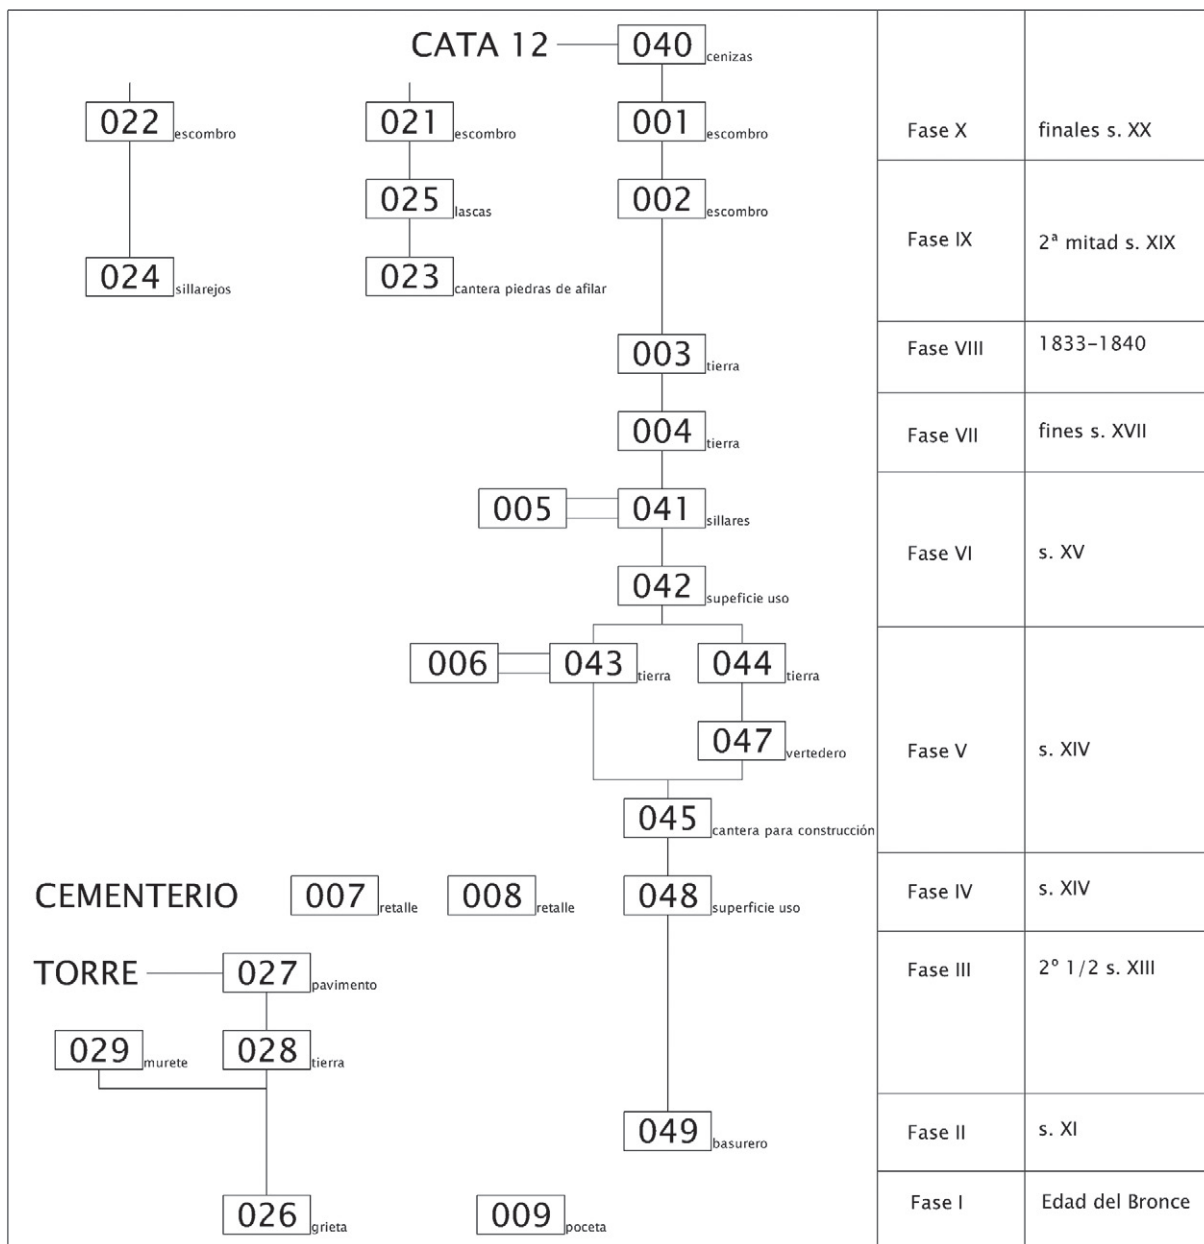 CATA 12
040 cenizas
022 escombro
021 escombro
001 escombro
Fase X
finales s. XX
025 lascas
002 escombro
Fase IX
2ª mitad s. XIX
024 sillarejos
023 cantera piedras de afilar
003 tierra
Fase VIII
1833-1840
004 tierra
Fase VII
fines s. XVII
005
041 sillares
Fase VI
s. XV
042 supeficie uso
006
043 tierra
044 tierra
047 vertedero
Fase V
s. XIV
045 cantera para construcción
CEMENTERIO
007 retalle
008 retalle
048 superficie uso
Fase IV
s. XIV
TORRE
027 pavimento
Fase III
2º 1/2 s. XIII
029 murete
028 tierra
049 basurero
Fase II
s. XI
026 grieta
009 poceta
Fase I
Edad del Bronce